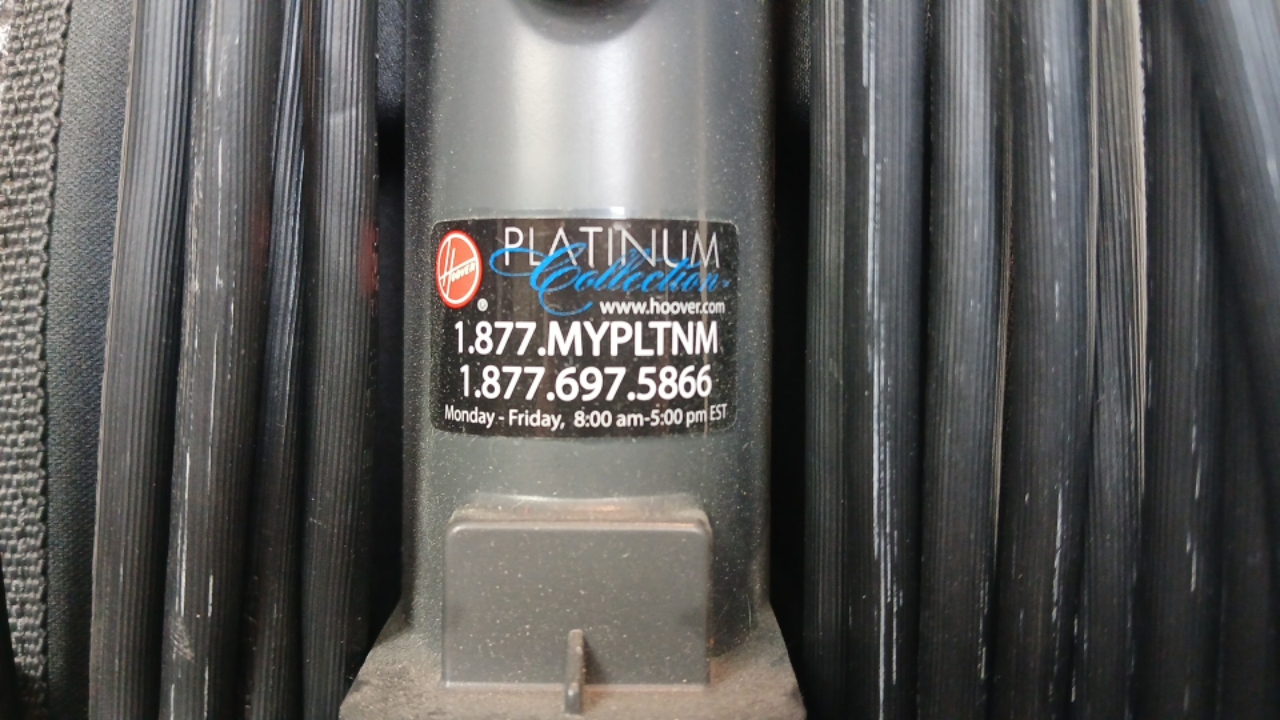 HOOVER
®
PLATINUM
Collection
www.hoover.com
1.877.MYPLTNM
1.877.697.5866
Monday - Friday, 8:00 am-5:00 pm EST